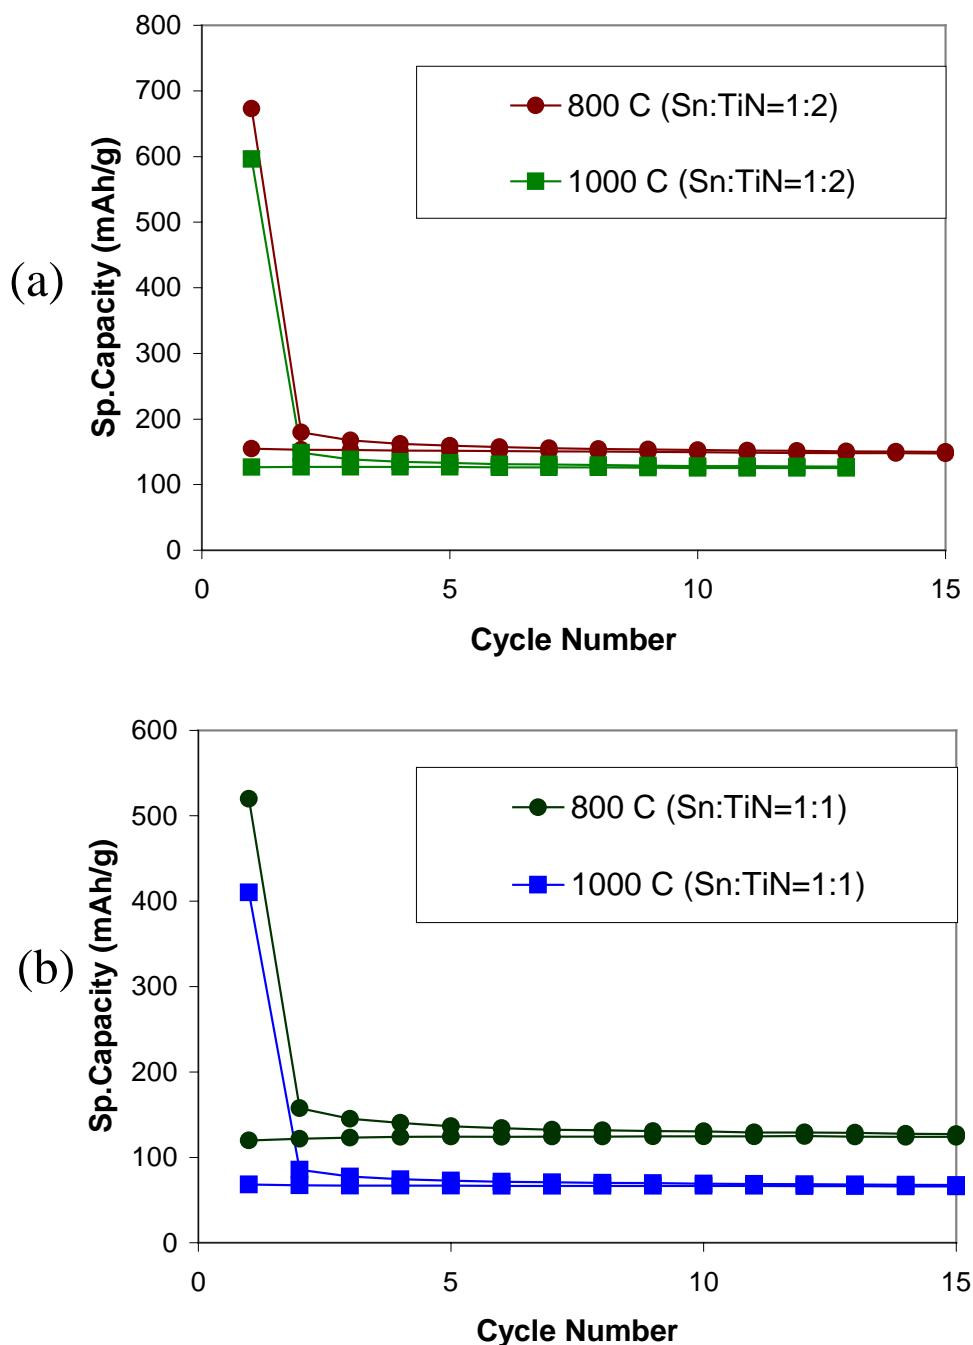 800
700
600
500
400
300
200
100
0
Sp.Capacity (mAh/g)
(a)
800 C (Sn:TiN=1:2)
1000 C (Sn:TiN=1:2)
0 5 10 15
Cycle Number
600
500
400
300
200
100
0
Sp.Capacity (mAh/g)
(b)
800 C (Sn:TiN=1:1)
1000 C (Sn:TiN=1:1)
0 5 10 15
Cycle Number